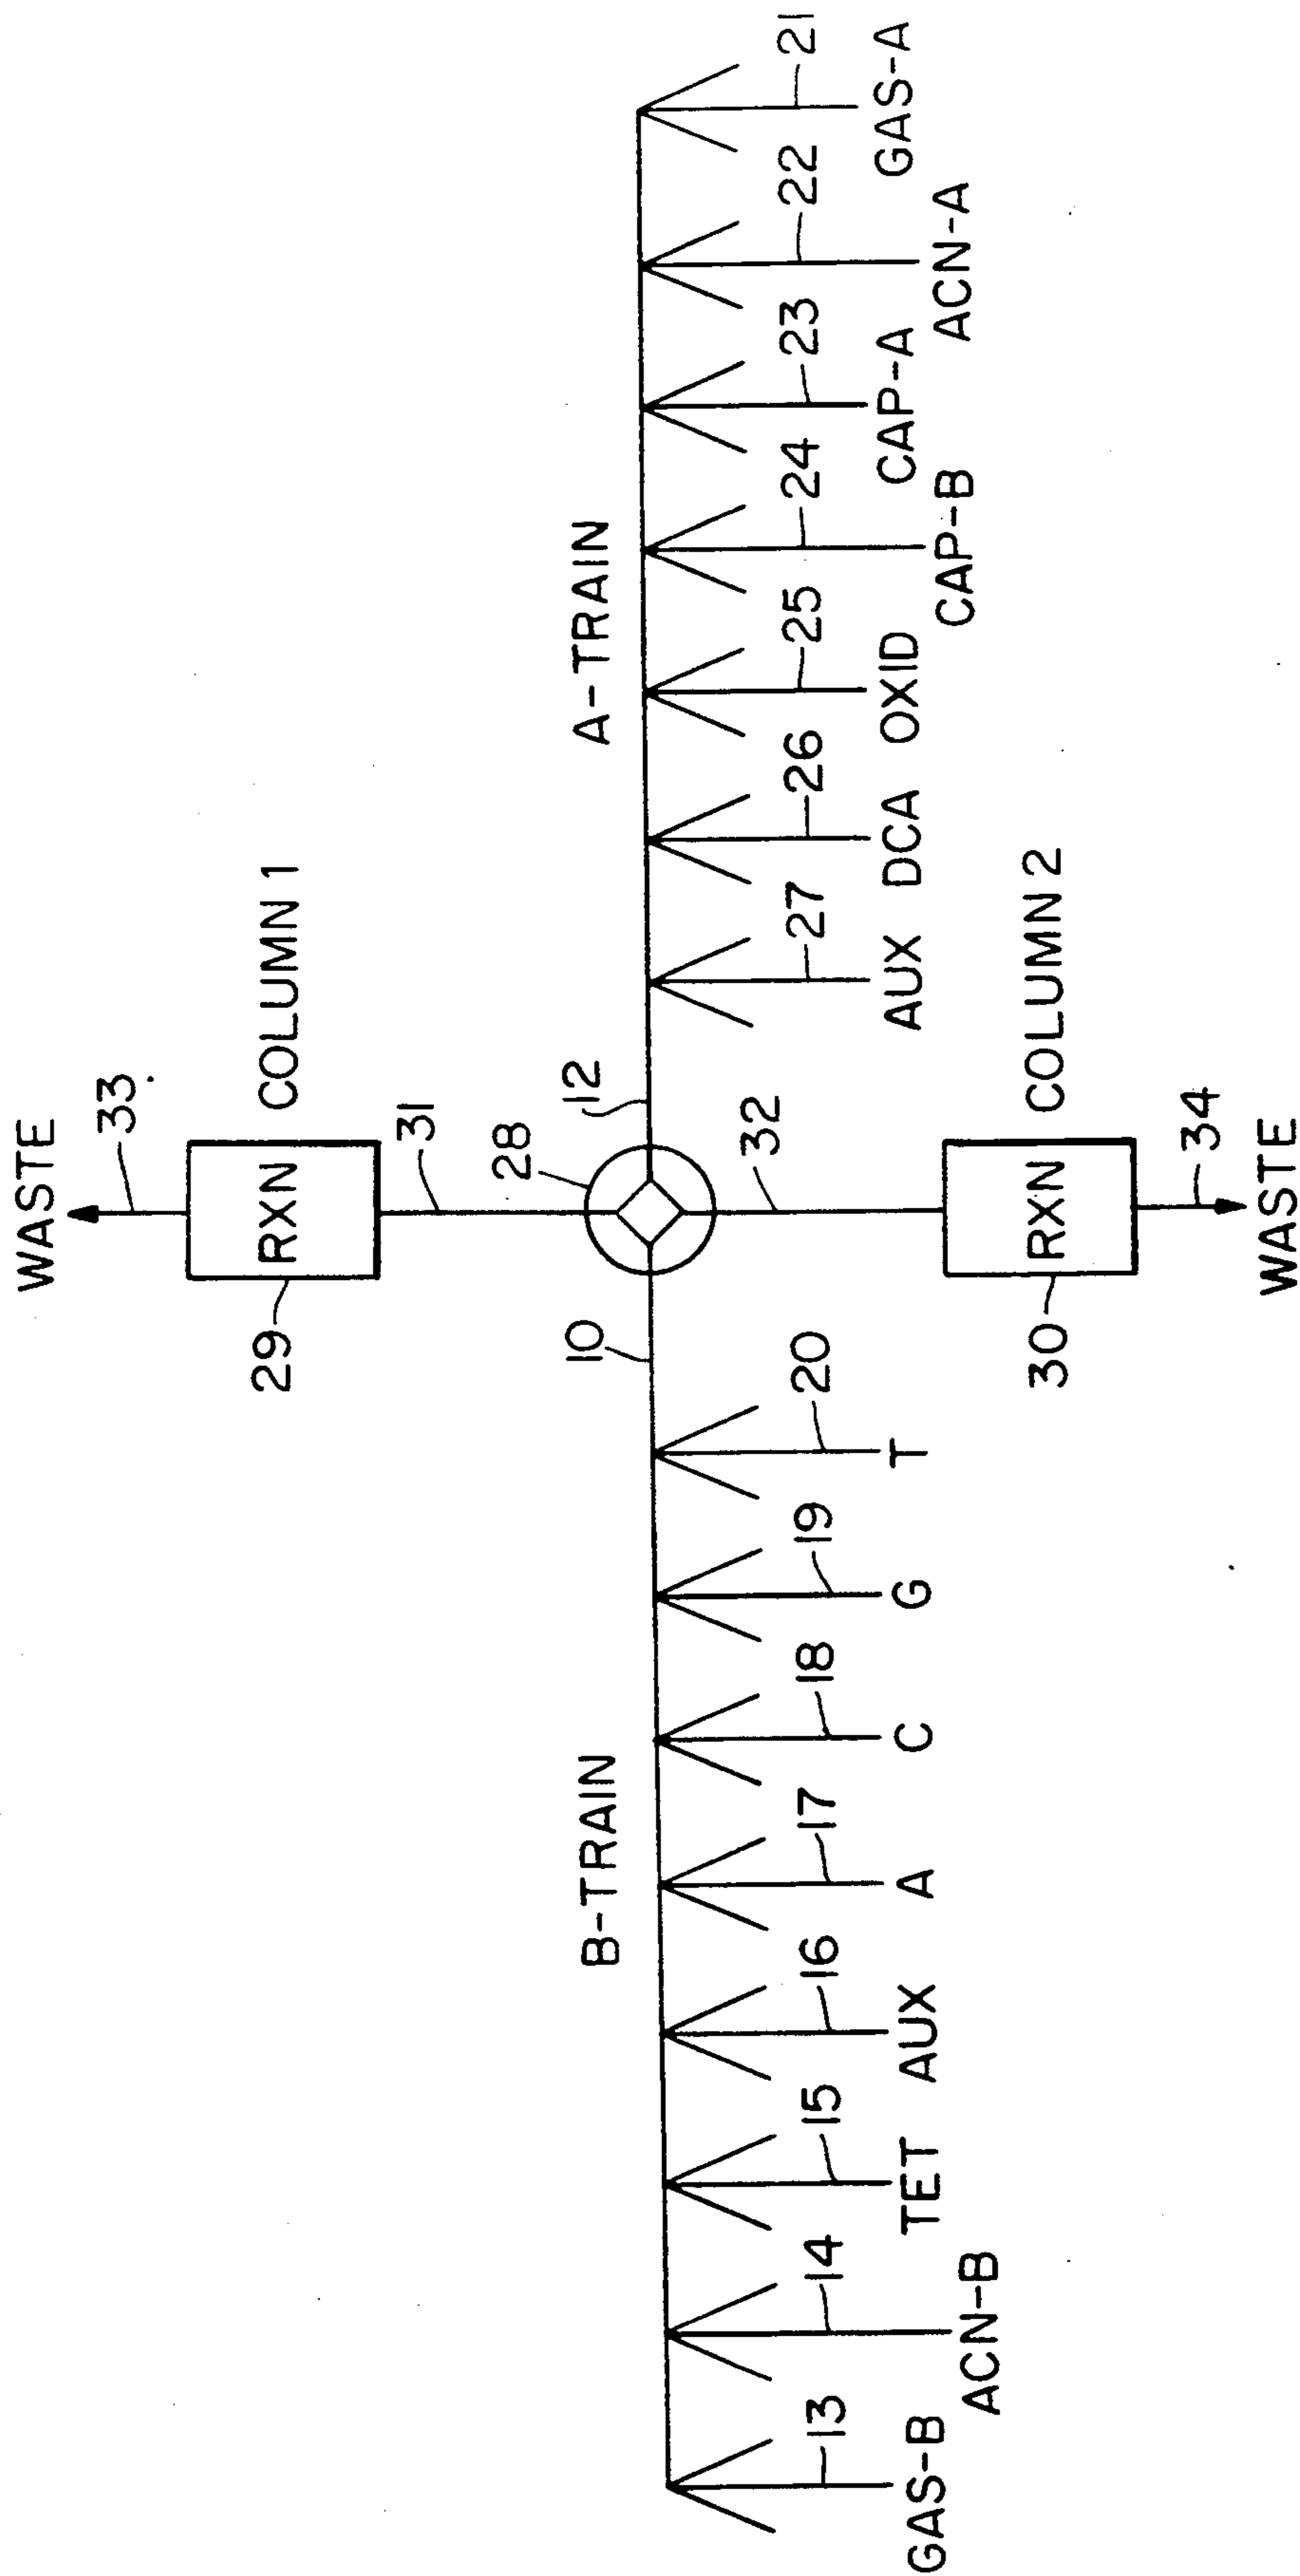 WASTE
33
COLUMN 1
RXN
29
31
28
B-TRAIN
A-TRAIN
10
12
13
14
15
16
17
18
19
20
27
26
25
24
23
22
21
GAS-B
ACN-B
TET
AUX
A
C
G
T
AUX
DCA
OXID
CAP-B
CAP-A
ACN-A
GAS-A
32
COLUMN 2
RXN
30
34
WASTE